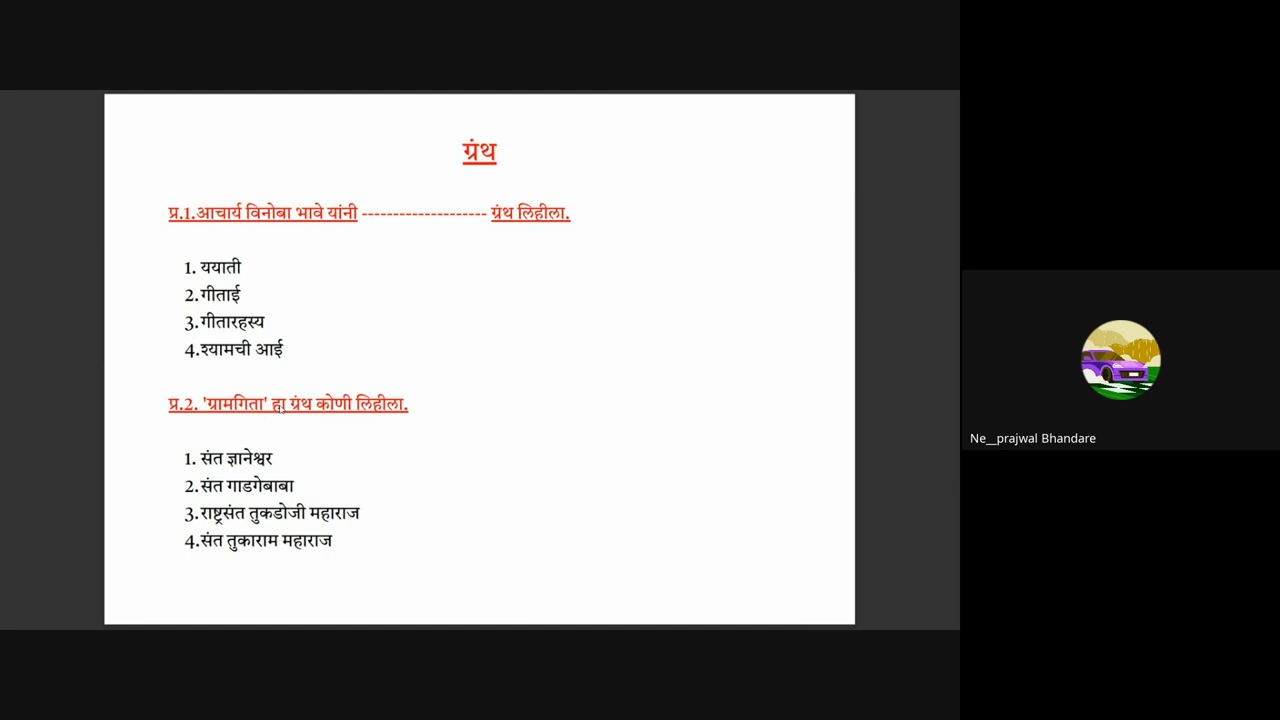 ग्रंथ
प्र.1.आचार्य विनोबा भावे यांनी -------------------- ग्रंथ लिहीला.
1. ययाती
2.गीताई
3.गीतारहस्य
4.श्यामची आई
प्र.2. 'ग्रामगिता' हा ग्रंथ कोणी लिहीला.
1. संत ज्ञानेश्वर
2.संत गाडगेबाबा
3.राष्ट्रसंत तुकडोजी महाराज
4.संत तुकाराम महाराज
Ne__prajwal Bhandare